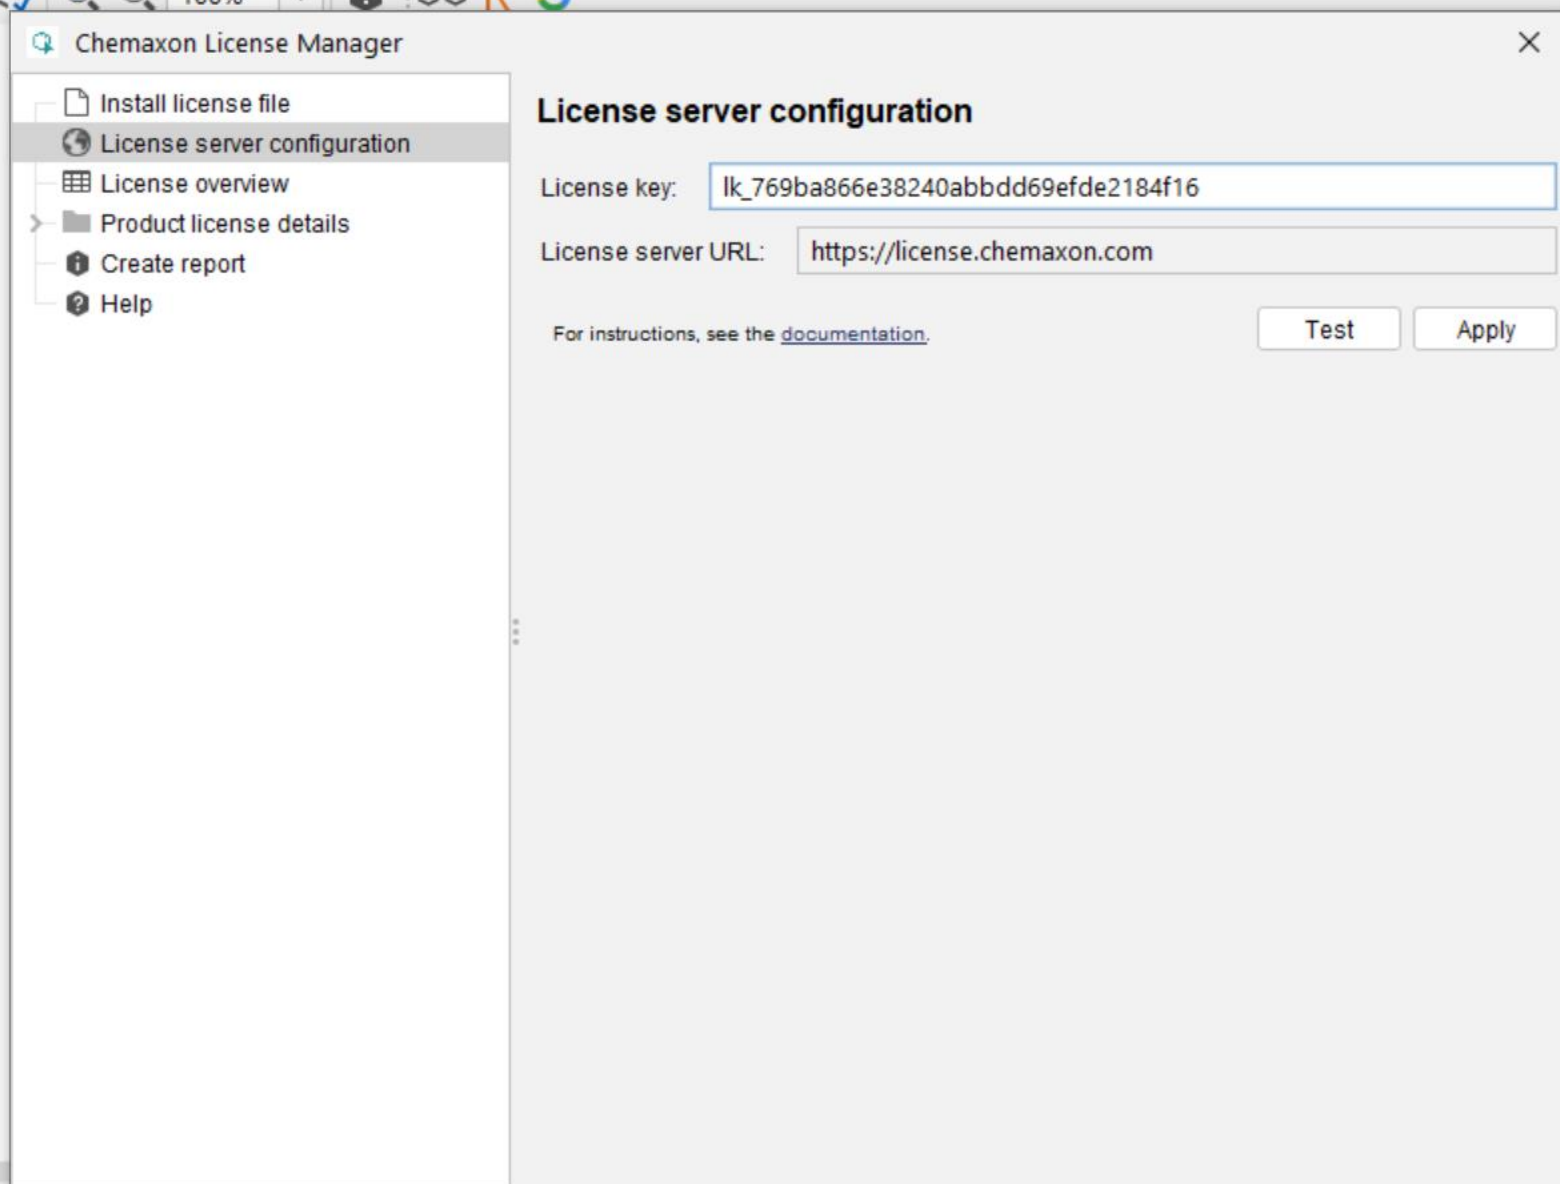 Chemaxon License Manager
Install license file
License server configuration
License overview
Product license details
Create report
Help
License server configuration
License key: lk_769ba866e38240abbdd69efde2184f16
License server URL: https://license.chemaxon.com
For instructions, see the documentation.
Test Apply